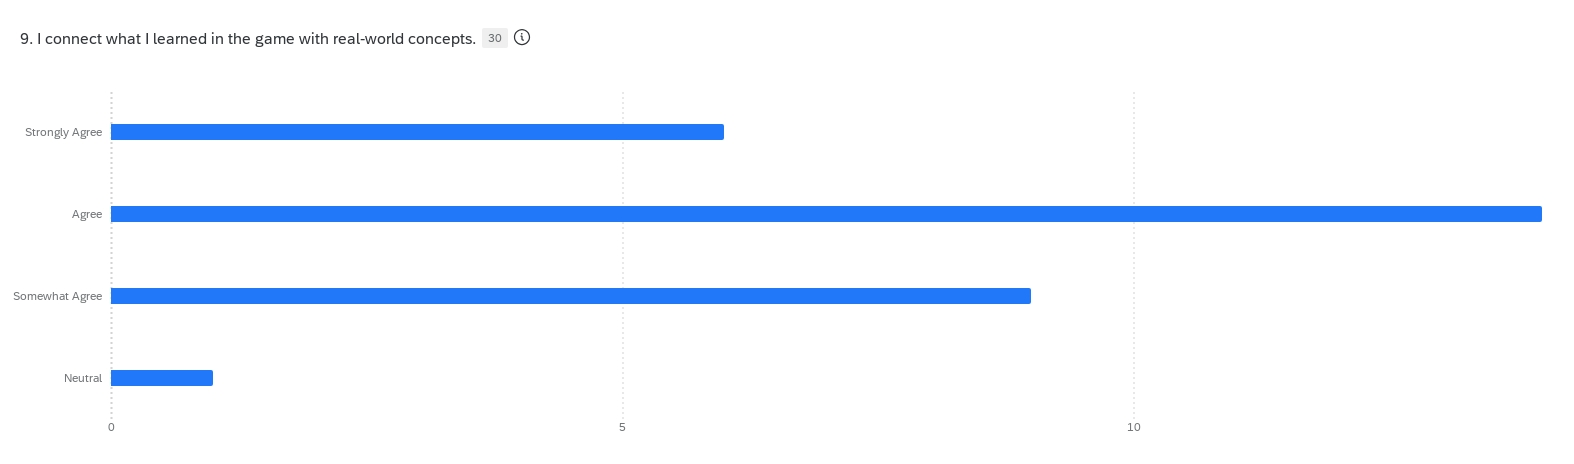 9. I connect what I learned in the game with real-world concepts. 30
Strongly Agree
Agree
Somewhat Agree
Neutral
0 5 10